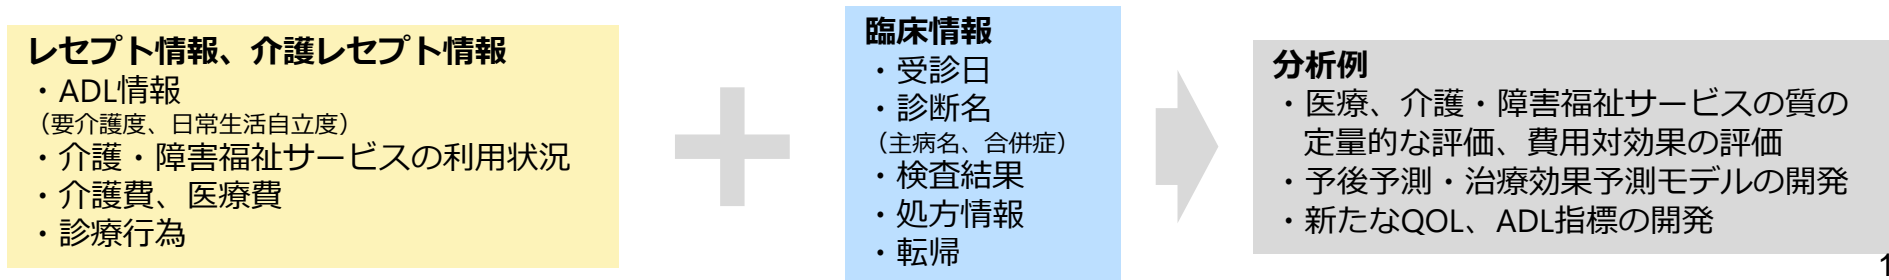 レセプト情報、介護レセプト情報
・ADL情報
（要介護度、日常生活自立度）
・介護・障害福祉サービスの利用状況
・介護費、医療費
・診療行為
臨床情報
・受診日
・診断名
（主病名、合併症）
・検査結果
・処方情報
・転帰
分析例
・医療、介護・障害福祉サービスの質の
定量的な評価、費用対効果の評価
・予後予測・治療効果予測モデルの開発
・新たなQOL、ADL指標の開発